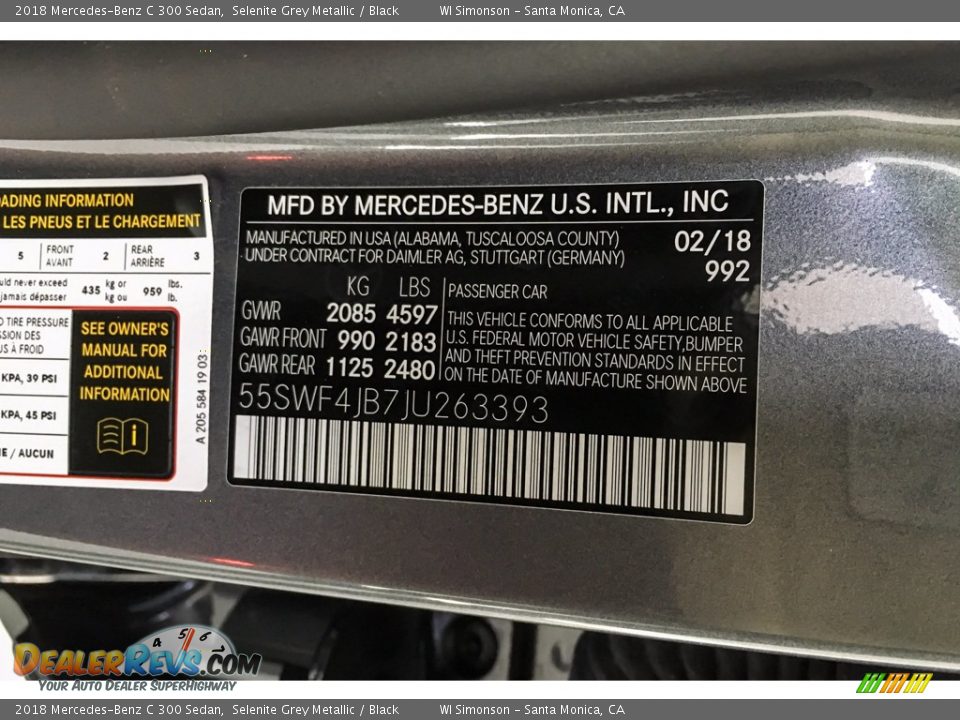 2018 Mercedes-Benz C 300 Sedan, Selenite Grey Metallic / Black WI Simonson - Santa Monica, CA
ADING INFORMATION
LES PNEUS ET LE CHARGEMENT
5 FRONT AVANT 2 REAR ARRIÈRE 3
uld never exceed
jamais dépasser 435 kg or kg ou 959 lbs. lb.
TIRE PRESSURE
À FROID
KPA, 39 PSI
KPA, 45 PSI
/ AUCUN
SEE OWNER'S
MANUAL FOR
ADDITIONAL
INFORMATION
A 205 584 19 03
MFD BY MERCEDES-BENZ U.S. INTL., INC
MANUFACTURED IN USA (ALABAMA, TUSCALOOSA COUNTY)
UNDER CONTRACT FOR DAIMLER AG, STUTTGART (GERMANY)
02/18
992
KG LBS
GWR 2085 4597
GAWR FRONT 990 2183
GAWR REAR 1125 2480
PASSENGER CAR
THIS VEHICLE CONFORMS TO ALL APPLICABLE
U.S. FEDERAL MOTOR VEHICLE SAFETY,BUMPER
AND THEFT PREVENTION STANDARDS IN EFFECT
ON THE DATE OF MANUFACTURE SHOWN ABOVE
55SWF4JB7JU263393
4 5 6
DEALERREVS.COM
YOUR AUTO DEALER SUPERHIGHWAY
2018 Mercedes-Benz C 300 Sedan, Selenite Grey Metallic / Black WI Simonson - Santa Monica, CA